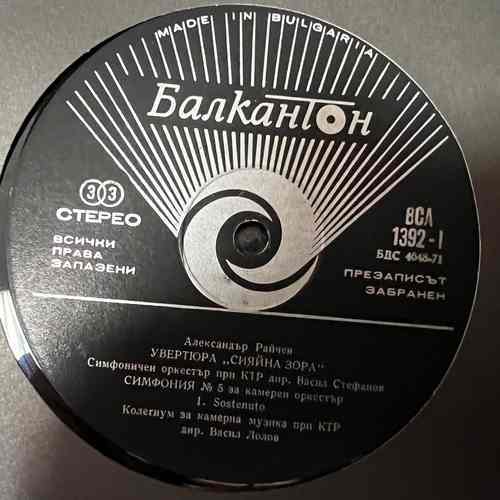 MADE IN BULGARIA
Балкантон
33
СТЕРЕО
ВСИЧКИ
ПРАВА
ЗАПАЗЕНИ
ВСА
1392-I
БДС 4048-71
ПРЕЗАПИСЪТ
ЗАБРАНЕН
Александър Райчев
УВЕРТЮРА „СИЯЙНА ЗОРА"
Симфоничен оркестър при КТР дир. Васил Стефанов
СИМФОНИЯ № 5 за камерен оркестър
1. Sostenuto
Колегиум за камерна музика при КТР
дир. Васил Лолов